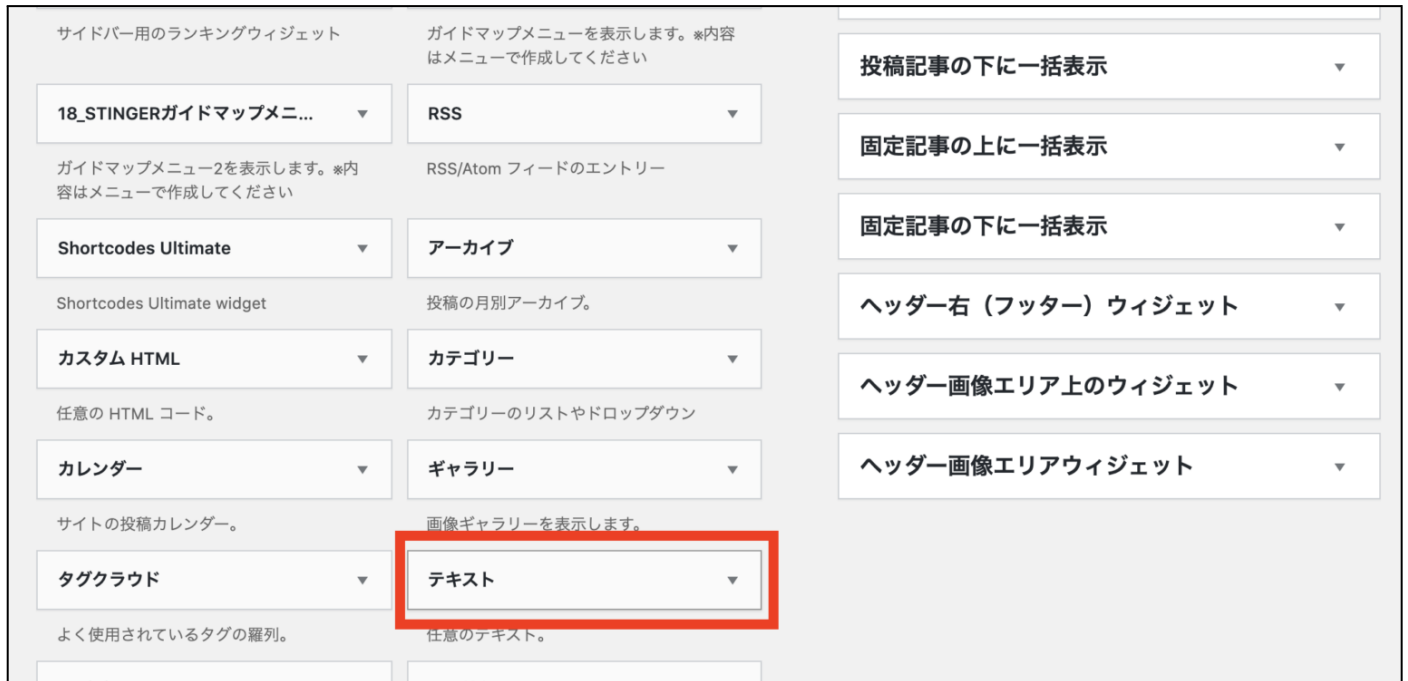 サイドバー用のランキングウィジェット
ガイドマップメニューを表示します。※内
容はメニューで作成してください
18_STINGERガイドマップメニ...
RSS
ガイドマップメニュー2を表示します。※内
容はメニューで作成してください
RSS/Atom フィードのエントリー
Shortcodes Ultimate
アーカイブ
Shortcodes Ultimate widget
投稿の月別アーカイブ。
カスタム HTML
カテゴリー
任意の HTML コード。
カテゴリーのリストやドロップダウン
カレンダー
ギャラリー
サイトの投稿カレンダー。
画像ギャラリーを表示します。
タグクラウド
テキスト
よく使用されているタグの羅列。
任意のテキスト。
投稿記事の下に一括表示
固定記事の上に一括表示
固定記事の下に一括表示
ヘッダー右（フッター）ウィジェット
ヘッダー画像エリア上のウィジェット
ヘッダー画像エリアウィジェット